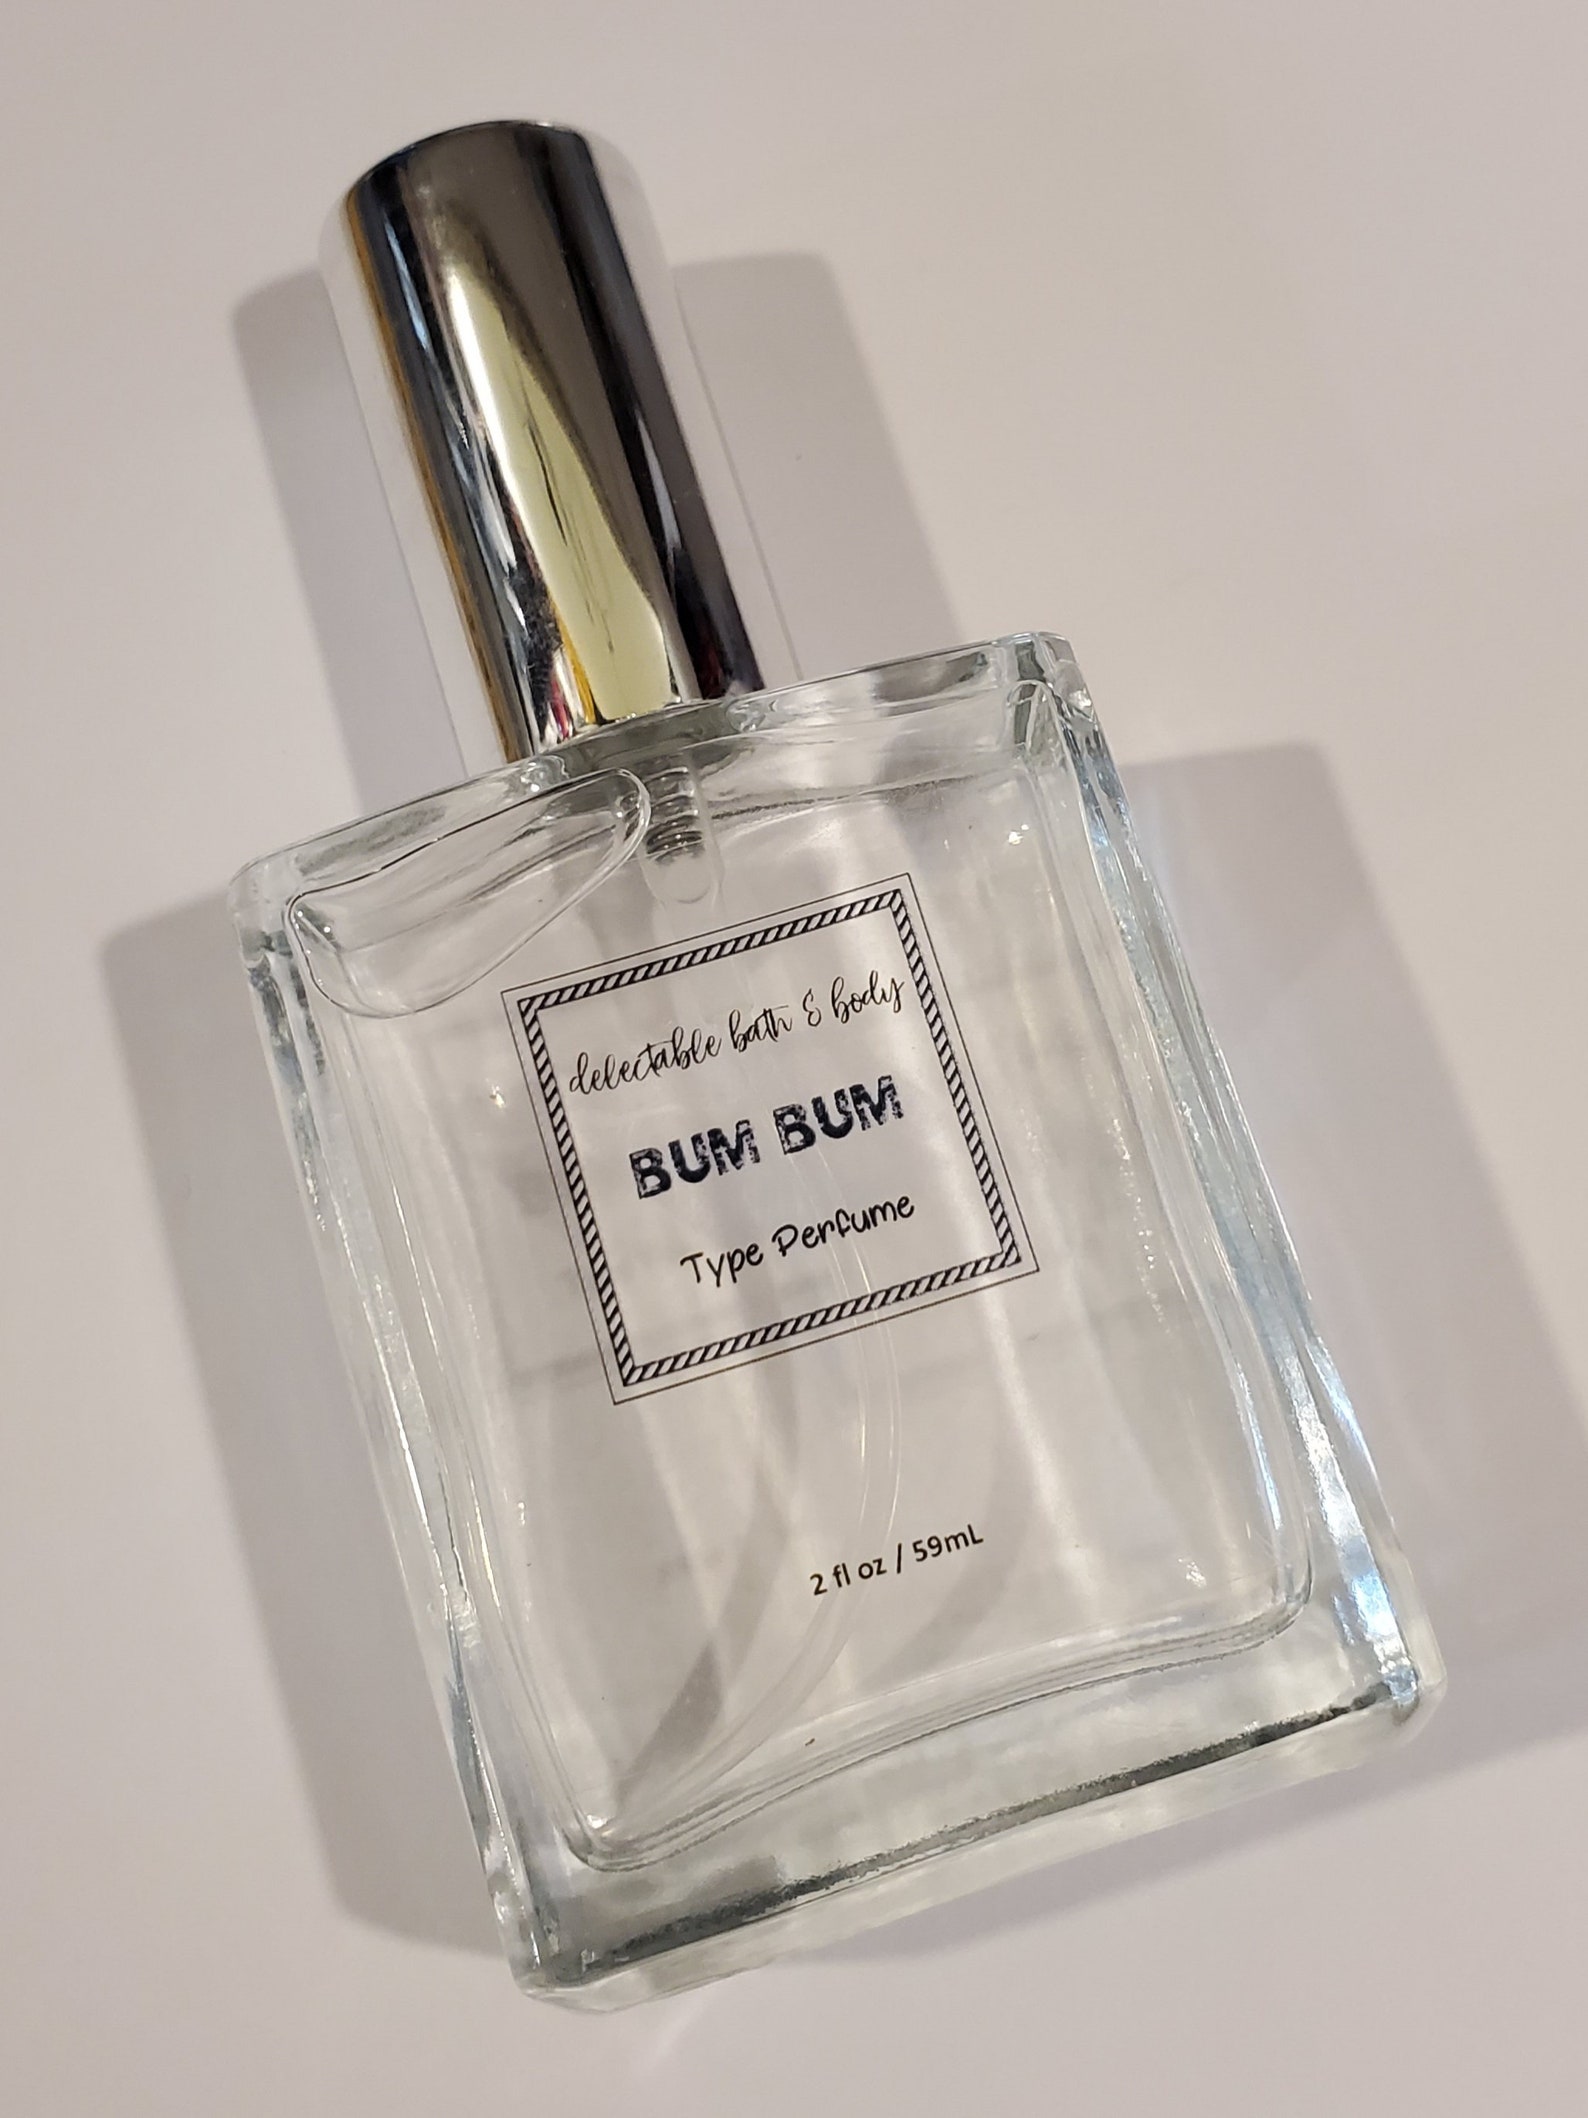 delectable bath & body
BUM BUM
Type Perfume
2 fl oz / 59mL